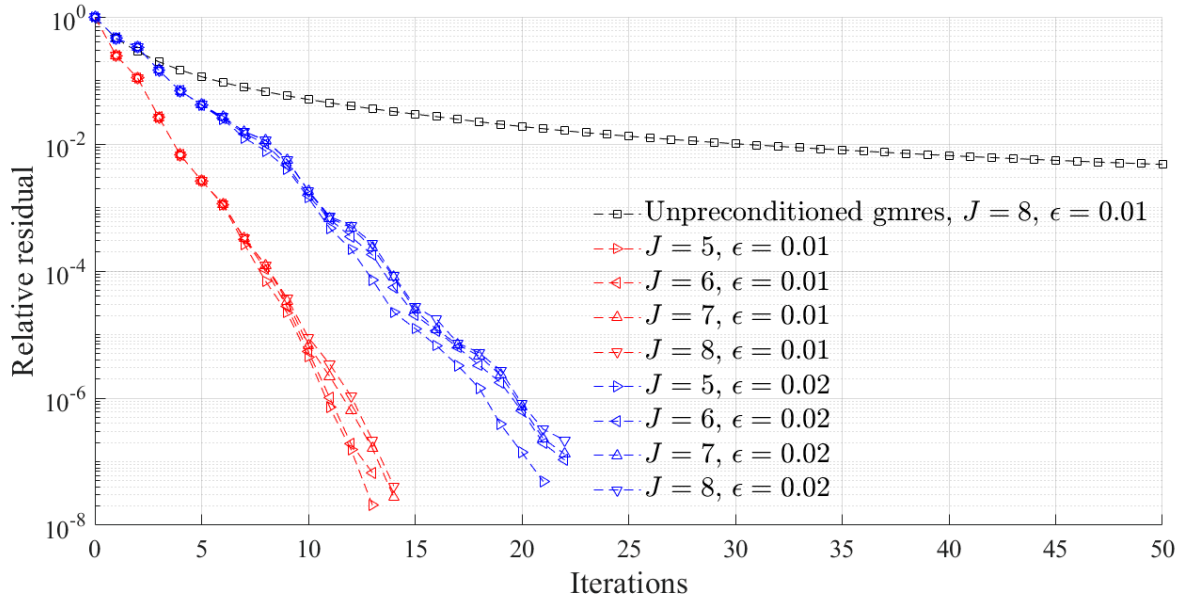 10^0
10^-2
10^-4
10^-6
10^-8
Relative residual
Unpreconditioned gmres, J = 8, ϵ = 0.01
J = 5, ϵ = 0.01
J = 6, ϵ = 0.01
J = 7, ϵ = 0.01
J = 8, ϵ = 0.01
J = 5, ϵ = 0.02
J = 6, ϵ = 0.02
J = 7, ϵ = 0.02
J = 8, ϵ = 0.02
0 5 10 15 20 25 30 35 40 45 50
Iterations